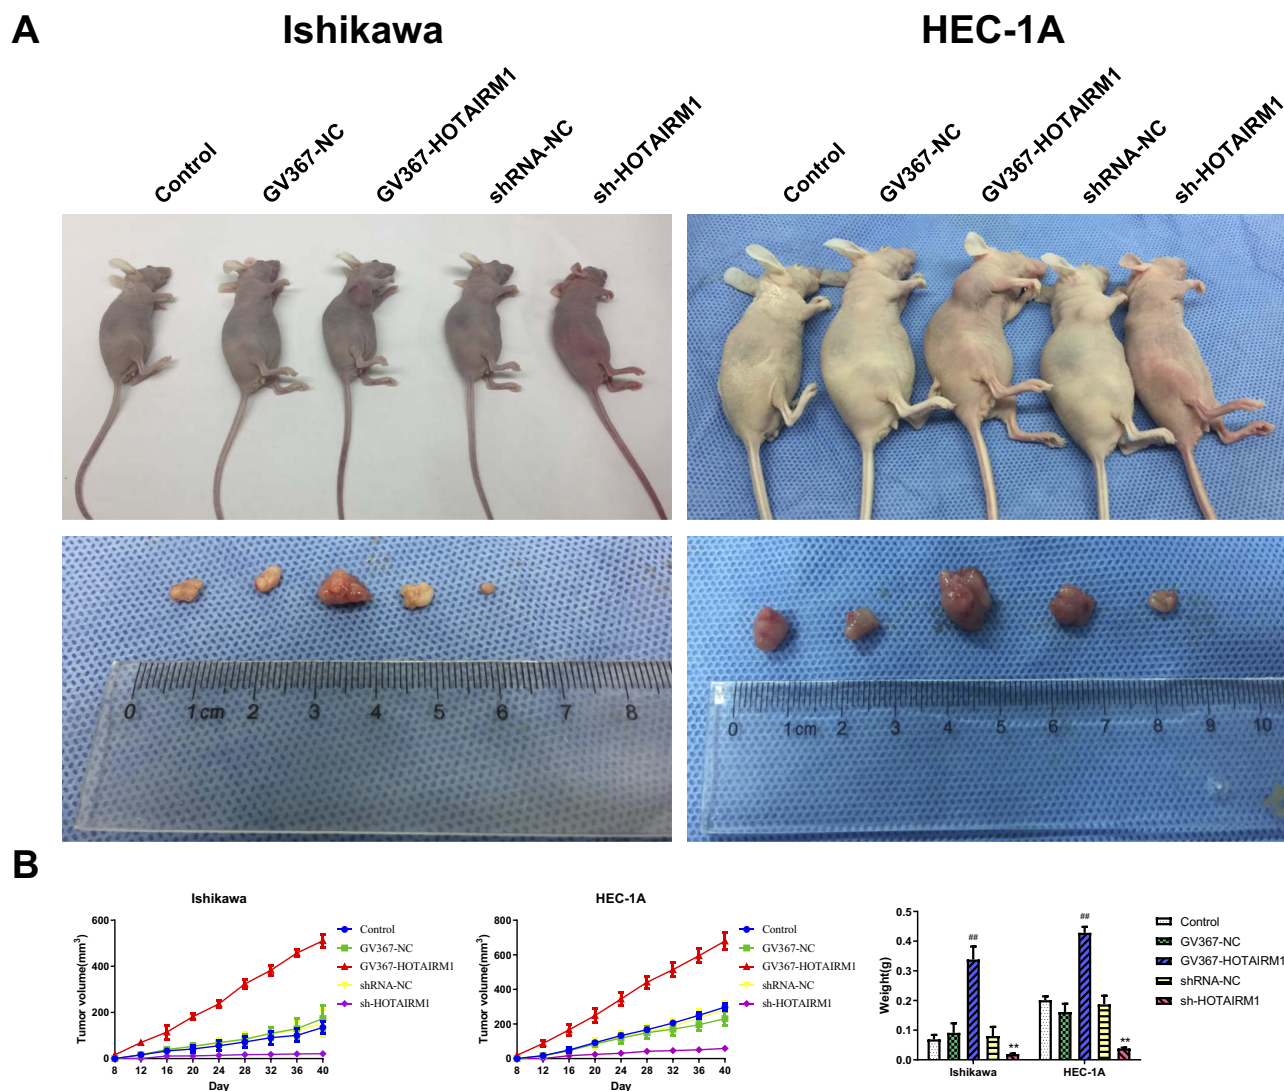 A
Ishikawa
HEC-1A
Control
GV367-NC
GV367-HOTAIRM1
shRNA-NC
sh-HOTAIRM1
Control
GV367-NC
GV367-HOTAIRM1
shRNA-NC
sh-HOTAIRM1
0 1cm 2 3 4 5 6 7 8
0 1cm 2 3 4 5 6 7 8 9 10
B
Ishikawa
Tumor volume(mm³)
600
400
200
0
8 12 16 20 24 28 32 36 40
Day
Control
GV367-NC
GV367-HOTAIRM1
shRNA-NC
sh-HOTAIRM1
HEC-1A
Tumor volume(mm³)
800
600
400
200
0
8 12 16 20 24 28 32 36 40
Day
Control
GV367-NC
GV367-HOTAIRM1
shRNA-NC
sh-HOTAIRM1
Weight(g)
0.5
0.4
0.3
0.2
0.1
0.0
##
**
##
**
Ishikawa HEC-1A
Control
GV367-NC
GV367-HOTAIRM1
shRNA-NC
sh-HOTAIRM1